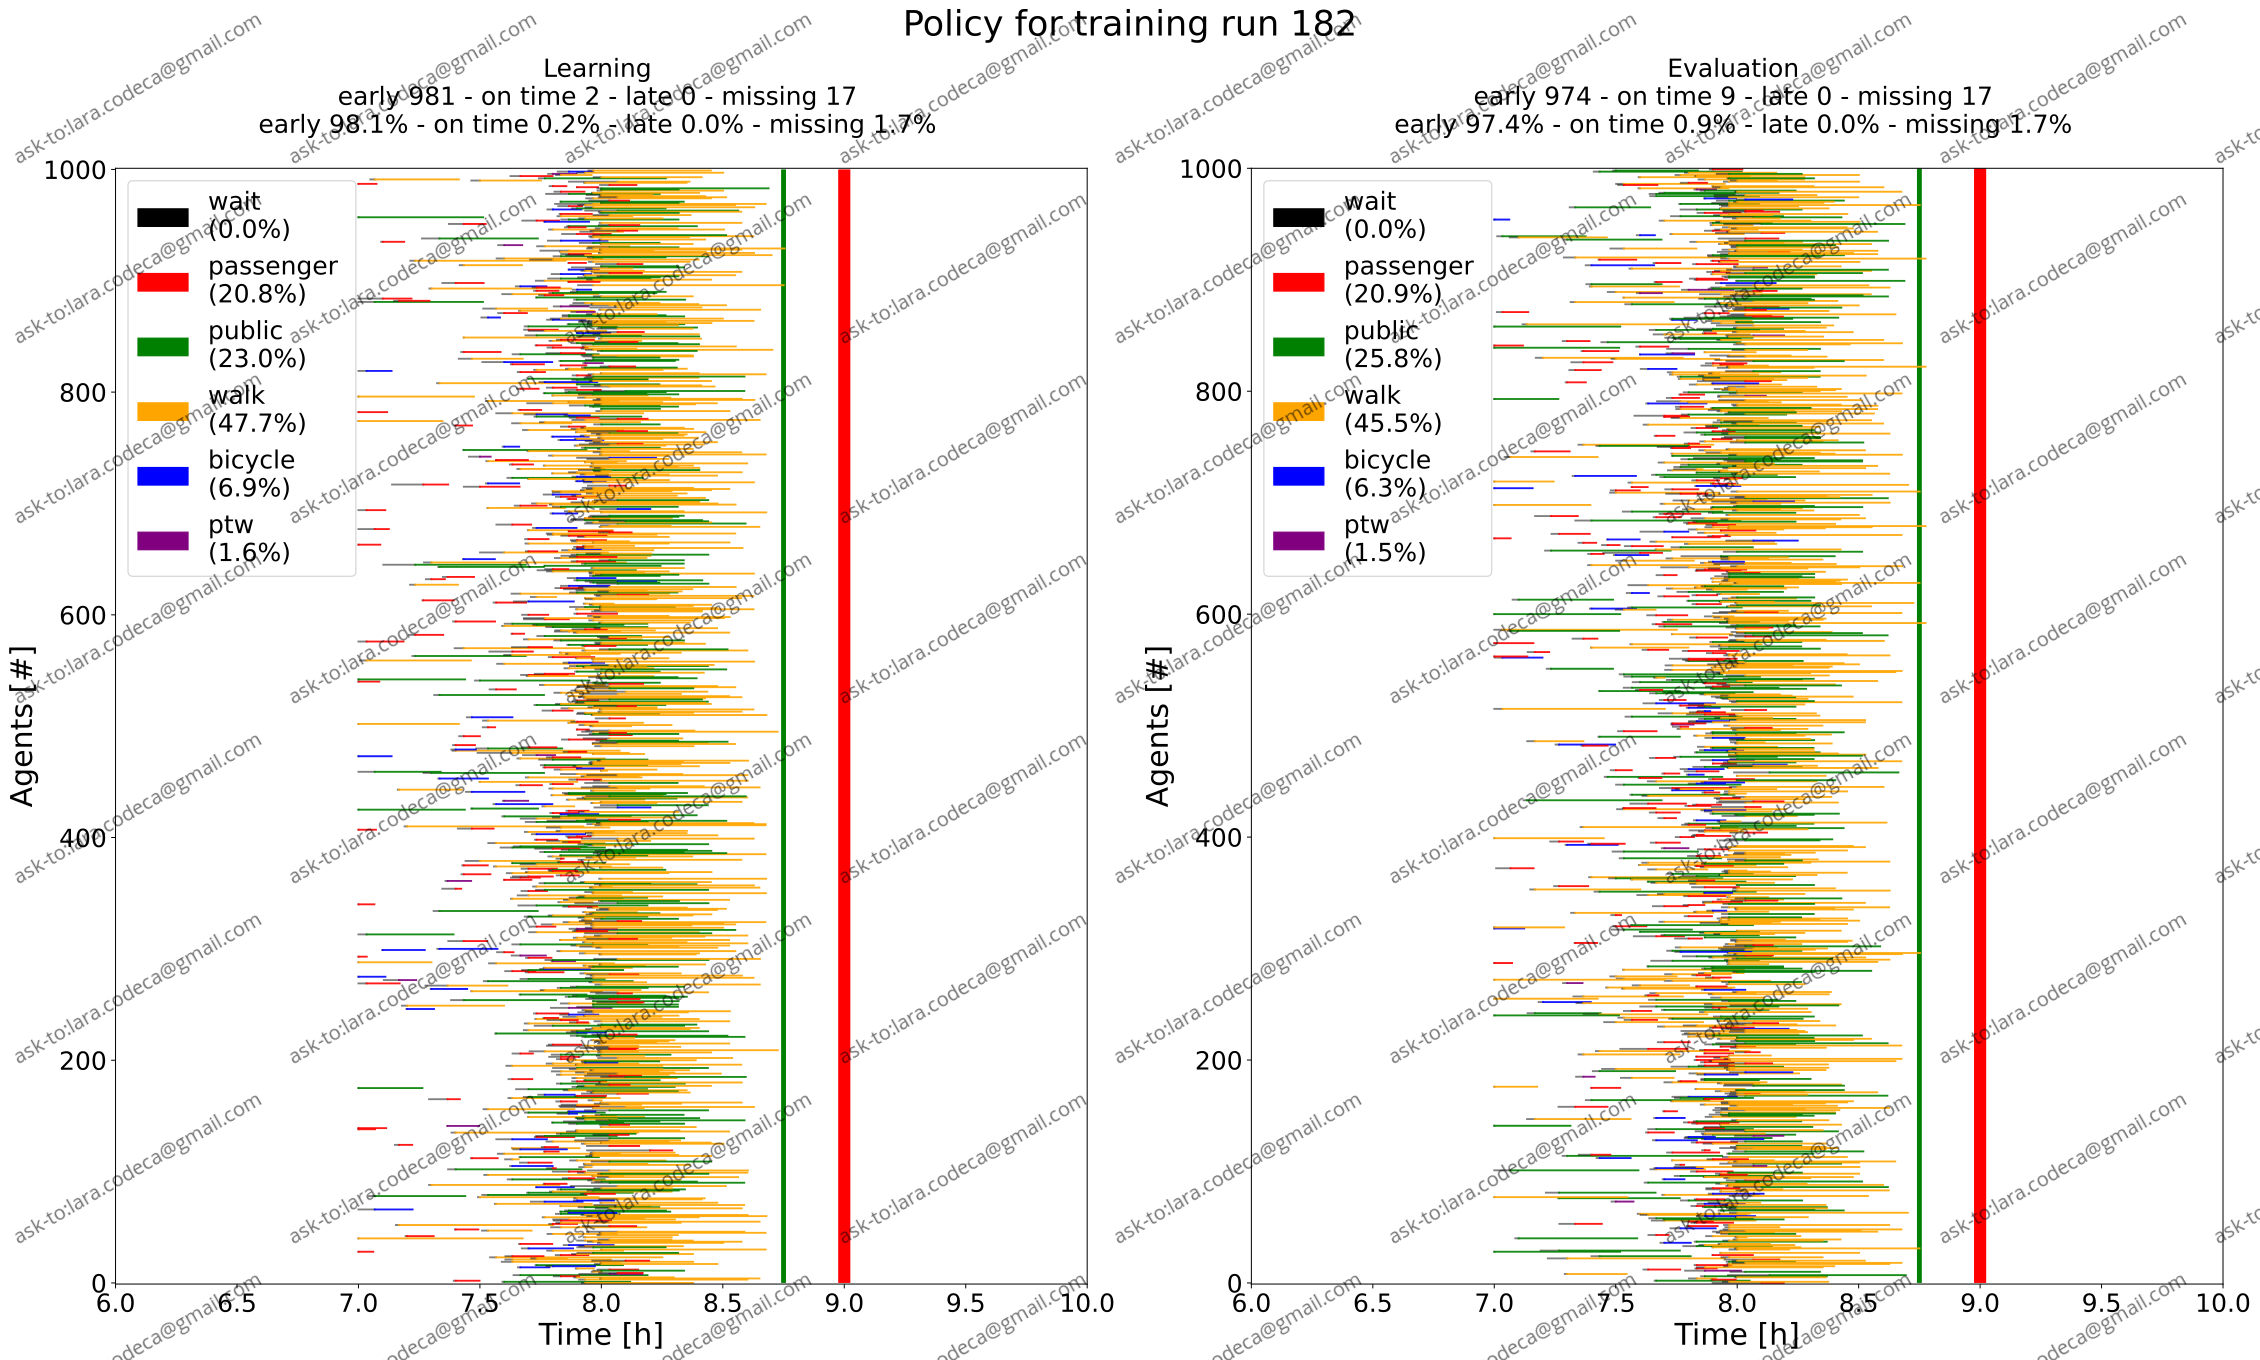 Policy for training run 182
Learning
early 981 - on time 2 - late 0 - missing 17
early 98.1% - on time 0.2% - late 0.0% - missing 1.7%
wait
(0.0%)
passenger
(20.8%)
public
(23.0%)
walk
(47.7%)
bicycle
(6.9%)
ptw
(1.6%)
1000
800
600
400
200
0
Agents [#]
6.0 6.5 7.0 7.5 8.0 8.5 9.0 9.5 10.0
Time [h]
Evaluation
early 974 - on time 9 - late 0 - missing 17
early 97.4% - on time 0.9% - late 0.0% - missing 1.7%
wait
(0.0%)
passenger
(20.9%)
public
(25.8%)
walk
(45.5%)
bicycle
(6.3%)
ptw
(1.5%)
1000
800
600
400
200
0
Agents [#]
6.0 6.5 7.0 7.5 8.0 8.5 9.0 9.5 10.0
Time [h]
ask-to:lara.codeca@gmail.com